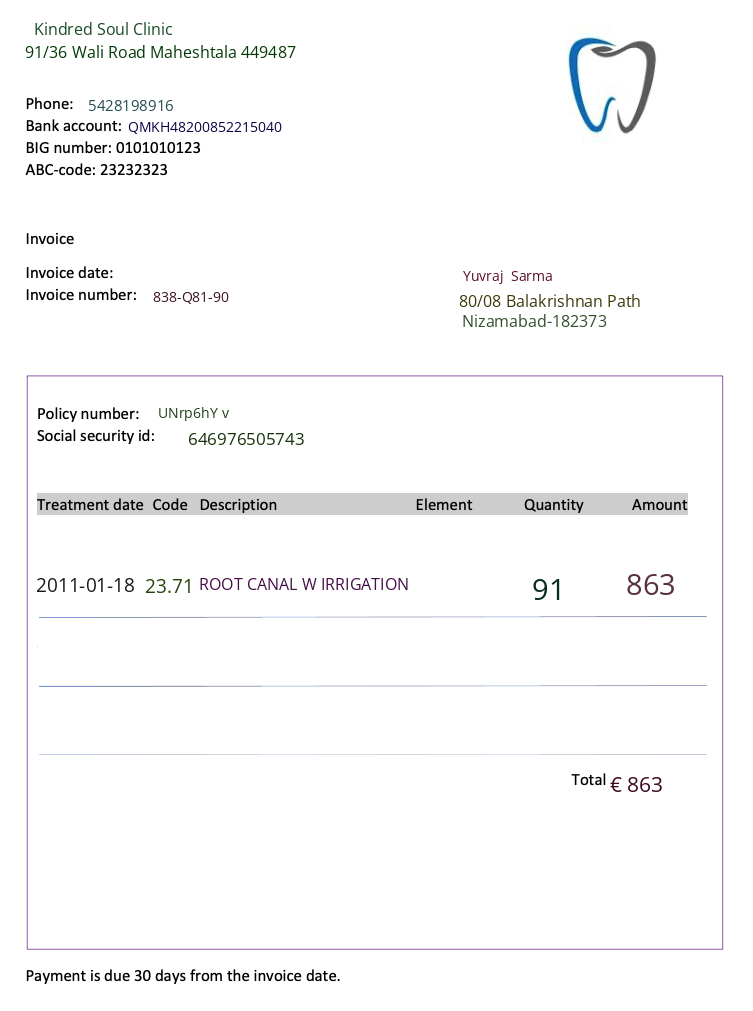 Kindred Soul Clinic
91/36 Wali Road Maheshtala 449487
Phone: 5428198916
Bank account: QMKH48200852215040
BIG number: 0101010123
ABC-code: 23232323
Invoice
Invoice date:
Invoice number: 838-Q81-90
Yuvraj Sarma
80/08 Balakrishnan Path
Nizamabad-182373
Policy number: UNrp6hY v
Social security id: 646976505743
Treatment date Code Description Element Quantity Amount
2011-01-18 23.71 ROOT CANAL W IRRIGATION 91 863
Total € 863
Payment is due 30 days from the invoice date.